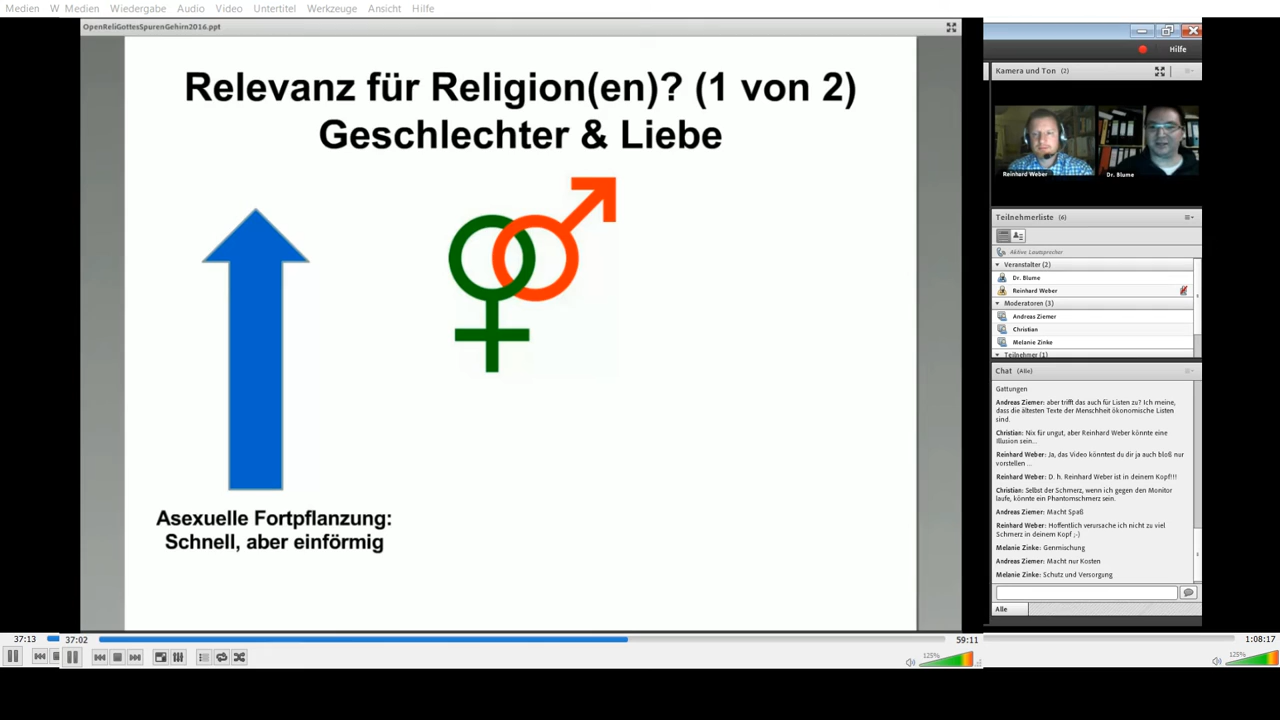 Medien W Medien Wiedergabe Audio Video Untertitel Werkzeuge Ansicht Hilfe
OpenReliGottesSpurenGehirn2016.ppt
Relevanz für Religion(en)? (1 von 2)
Geschlechter & Liebe
Asexuelle Fortpflanzung:
Schnell, aber einförmig
Hilfe
Kamera und Ton (2)
Reinhard Weber
Dr. Blume
Teilnehmerliste (6)
Aktive Lautsprecher
Veranstalter (2)
Dr. Blume
Reinhard Weber
Moderatoren (3)
Andreas Ziemer
Christian
Melanie Zinke
Teilnehmer (1)
Chat (Alle)
Gattungen
Andreas Ziemer: aber trifft das auch für Listen zu? Ich meine,
dass die ältesten Texte der Menschheit ökonomische Listen
sind.
Christian: Nix für ungut, aber Reinhard Weber könnte eine
Illusion sein...
Reinhard Weber: Ja, das Video könntest du dir ja auch bloß nur
vorstellen ...
Reinhard Weber: D. h. Reinhard Weber ist in deinem Kopf!!!
Christian: Selbst der Schmerz, wenn ich gegen den Monitor
laufe, könnte ein Phantomschmerz sein.
Andreas Ziemer: Macht Spaß
Reinhard Weber: Hoffentlich verursache ich nicht zu viel
Schmerz in deinem Kopf ;-)
Melanie Zinke: Genmischung
Andreas Ziemer: Macht nur Kosten
Melanie Zinke: Schutz und Versorgung
Alle
37:13 37:02 59:11 1:08:17
125% 125%